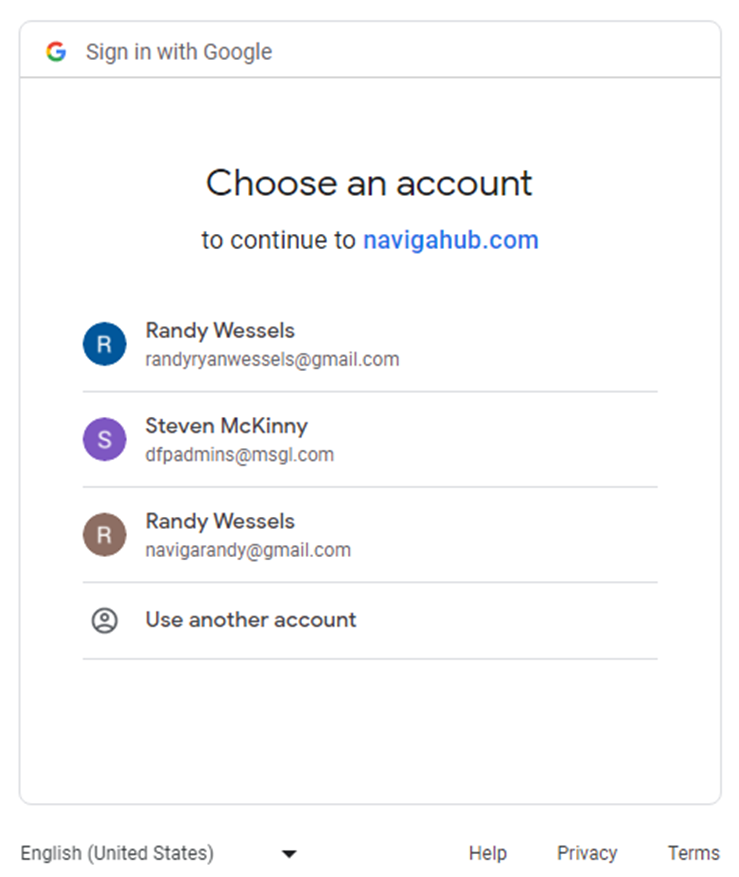 Sign in with Google
Choose an account
to continue to navigahub.com
R
Randy Wessels
randyryanwessels@gmail.com
S
Steven McKinny
dfpadmins@msgl.com
R
Randy Wessels
navigarandy@gmail.com
Use another account
English (United States) Help Privacy Terms